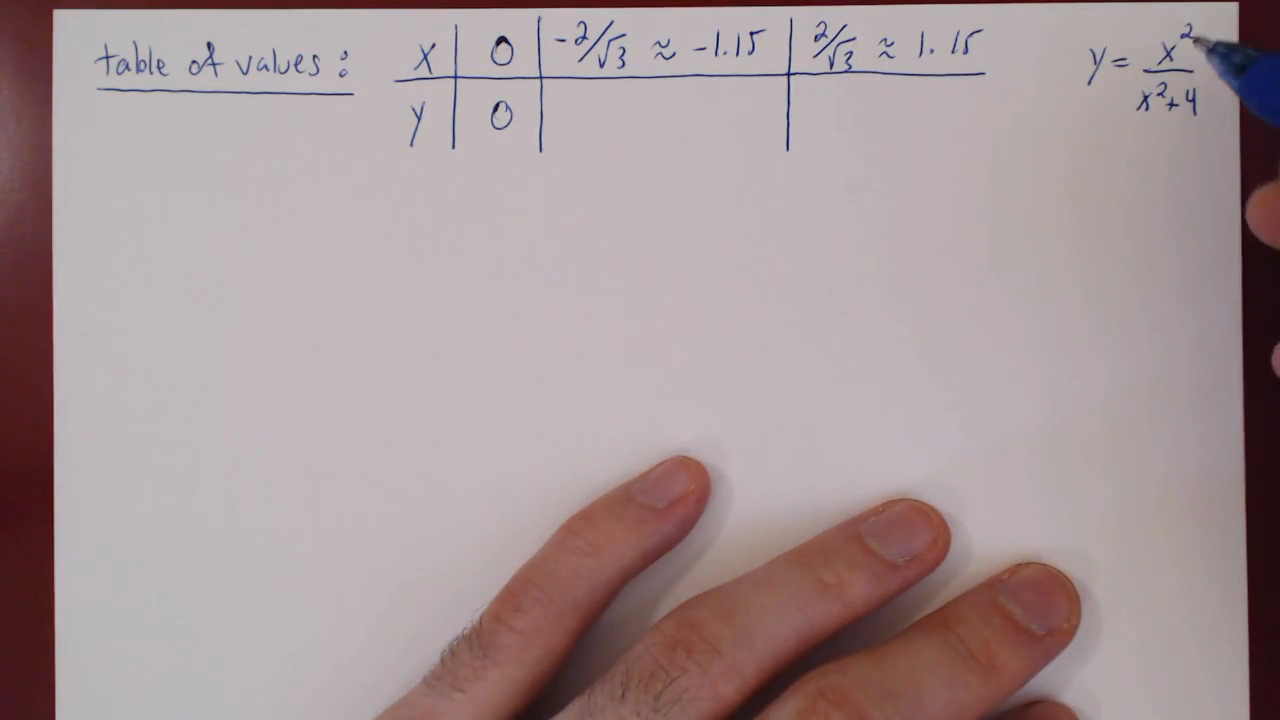 table of values : X | 0 | -2/√3 ≈ -1.15 | 2/√3 ≈ 1.15
Y | 0 | |
y = x²/(x²+4)